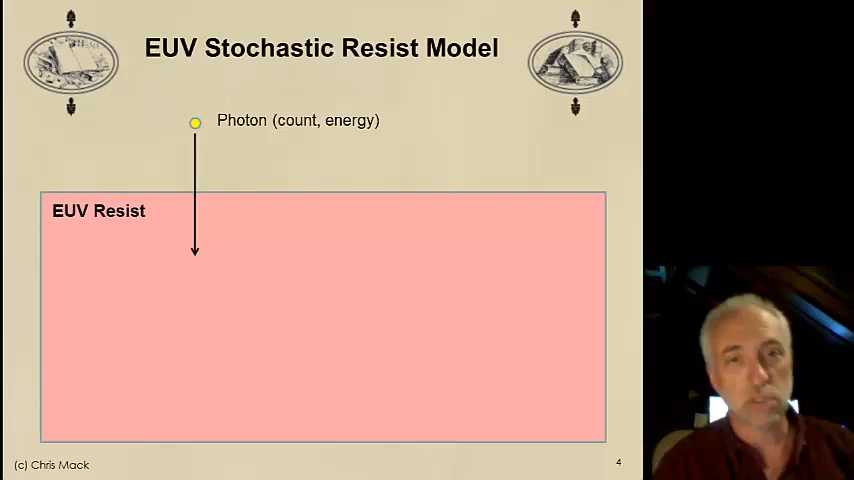 EUV Stochastic Resist Model
Photon (count, energy)
EUV Resist
(c) Chris Mack
4